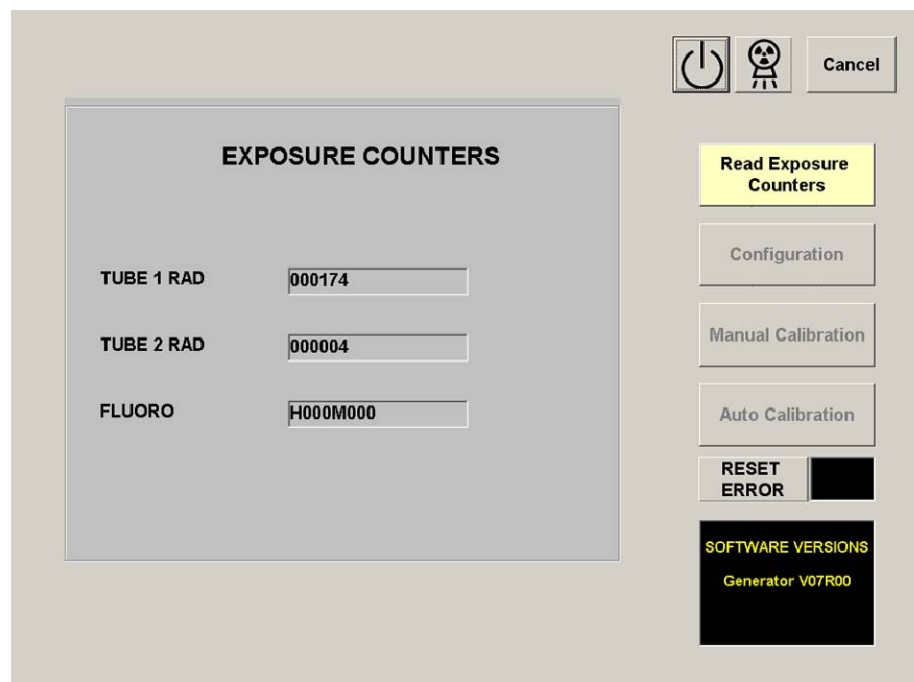 Cancel
EXPOSURE COUNTERS
TUBE 1 RAD
000174
TUBE 2 RAD
000004
FLUORO
H000M000
Read Exposure
Counters
Configuration
Manual Calibration
Auto Calibration
RESET
ERROR
SOFTWARE VERSIONS
Generator V07R00